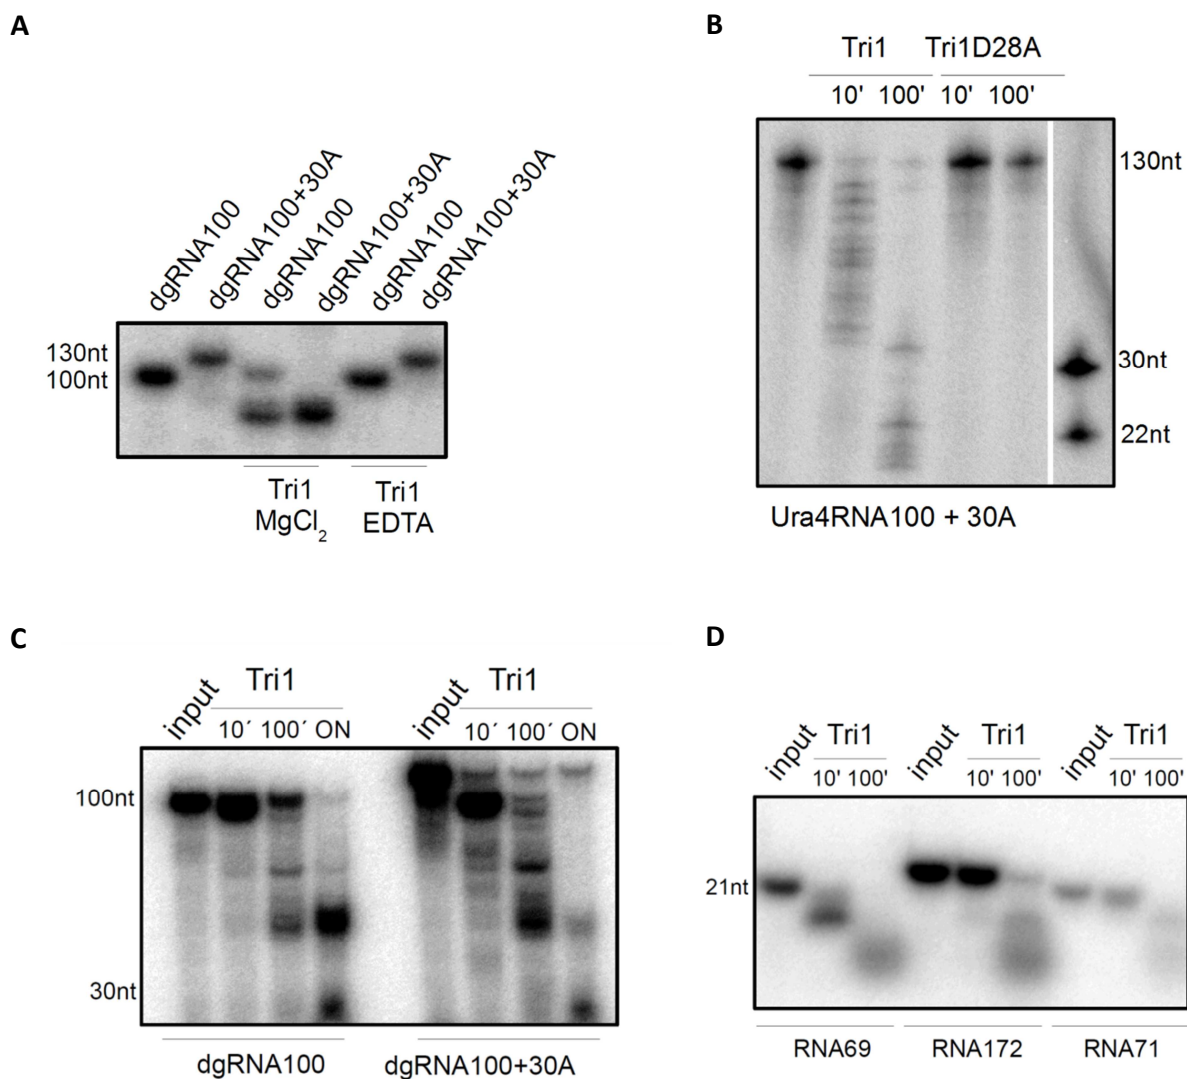 A
dgRNA100
dgRNA100+30A
dgRNA100
dgRNA100+30A
dgRNA100
dgRNA100+30A
130nt
100nt
Tri1
MgCl₂
Tri1
EDTA
B
Tri1 Tri1D28A
10' 100' 10' 100'
130nt
30nt
22nt
Ura4RNA100 + 30A
C
input Tri1 input Tri1
10´ 100´ ON 10´ 100´ ON
100nt
30nt
dgRNA100 dgRNA100+30A
D
input Tri1 input Tri1 input Tri1
10' 100' 10' 100' 10' 100'
21nt
RNA69 RNA172 RNA71